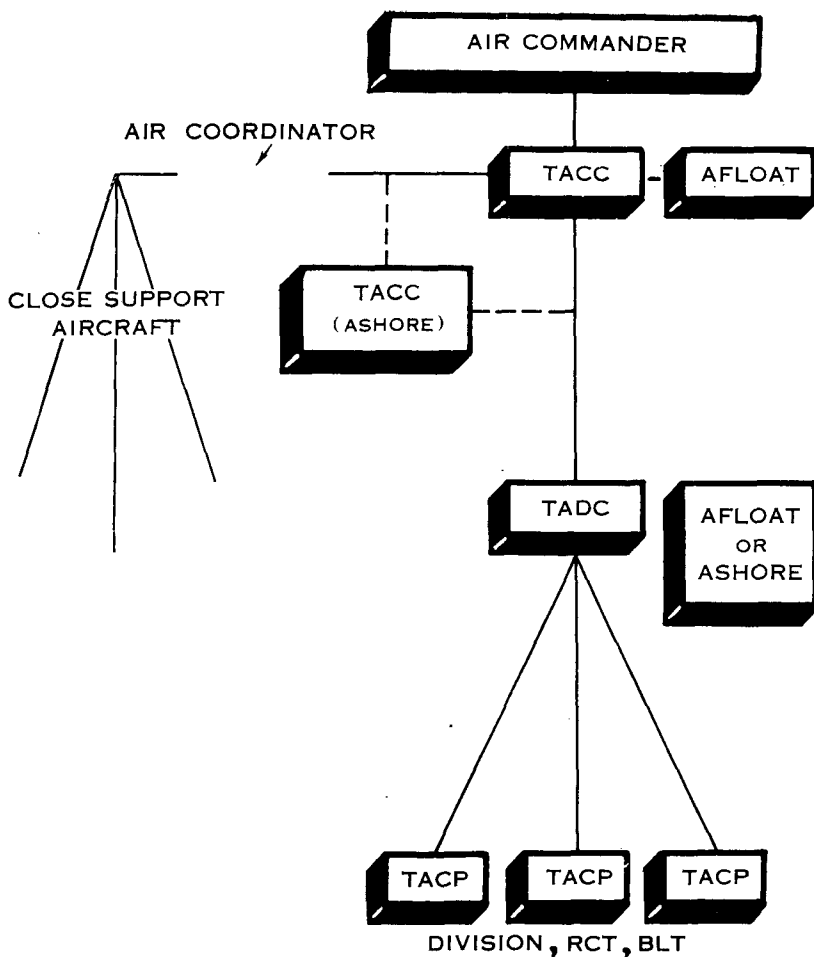 AIR COMMANDER
AIR COORDINATOR
TACC
AFLOAT
TACC
(ASHORE)
CLOSE SUPPORT
AIRCRAFT
TADC
AFLOAT
OR
ASHORE
TACP
TACP
TACP
DIVISION, RCT, BLT